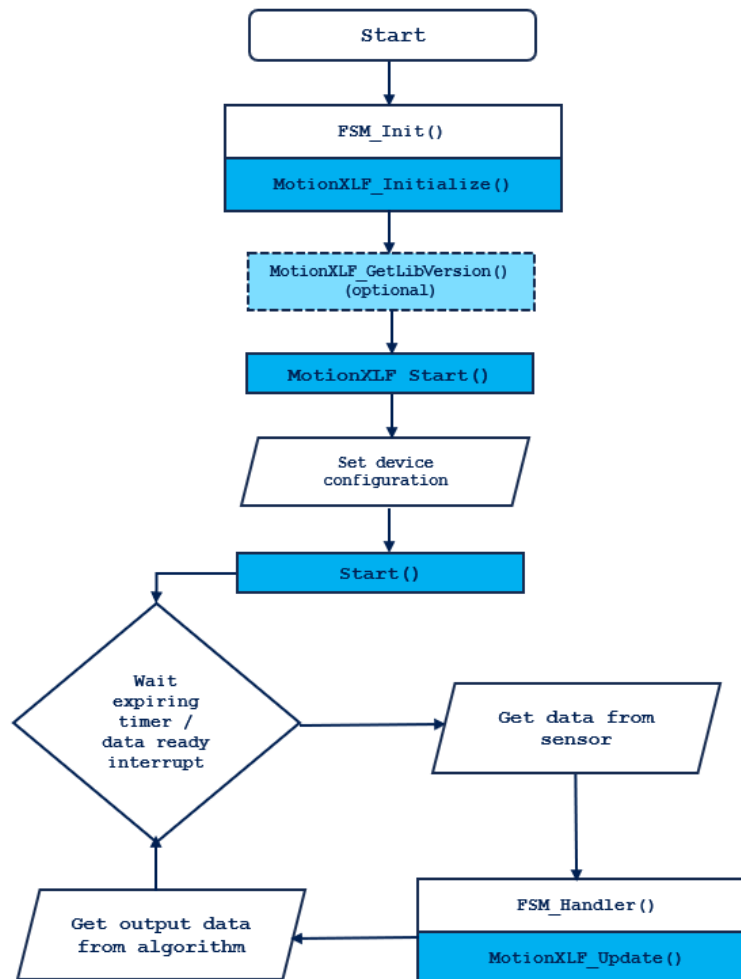 Start
FSM_Init()
MotionXLF_Initialize()
MotionXLF_GetLibVersion()
(optional)
MotionXLF Start()
Set device
configuration
Start()
Wait
expiring
timer /
data ready
interrupt
Get data from
sensor
FSM_Handler()
MotionXLF_Update()
Get output data
from algorithm